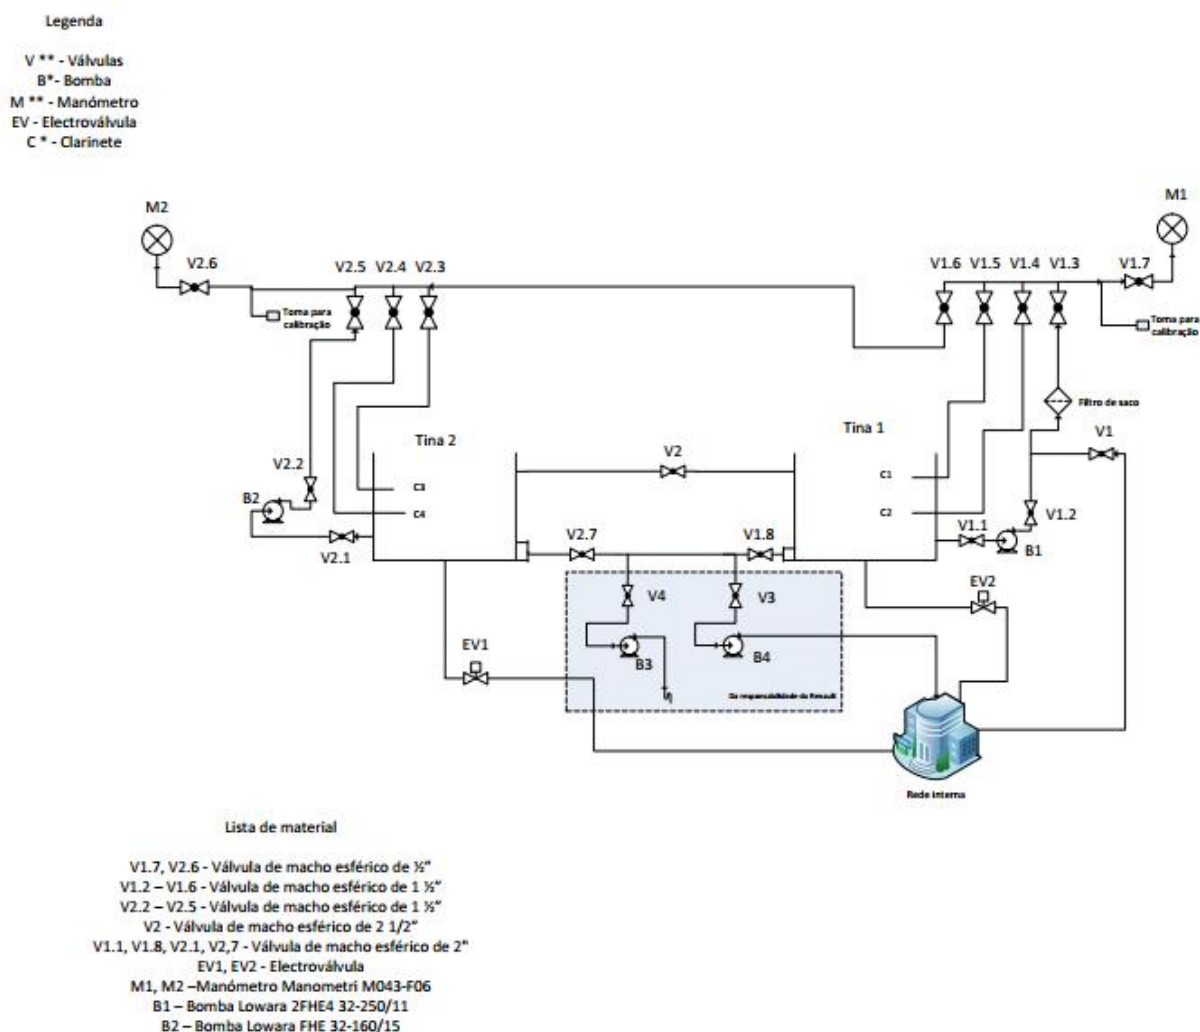 Legenda
V ** - Válvulas
B*- Bomba
M ** - Manómetro
EV - Electroválvula
C * - Clarinete
M2
M1
V2.6
V2.5
V2.4
V2.3
V1.6
V1.5
V1.4
V1.3
V1.7
Toma para
calibração
Toma para
calibração
Filtro de saco
Tina 2
Tina 1
V2
V1
V2.2
B2
C3
C4
C1
C2
V2.1
V2.7
V1.8
V1.1
V1.2
B1
V4
V3
EV2
EV1
B3
B4
Da responsabilidade da Renault
Rede interna
Lista de material
V1.7, V2.6 - Válvula de macho esférico de ½”
V1.2 – V1.6 - Válvula de macho esférico de 1 ½”
V2.2 – V2.5 - Válvula de macho esférico de 1 ½”
V2 - Válvula de macho esférico de 2 1/2”
V1.1, V1.8, V2.1, V2,7 - Válvula de macho esférico de 2”
EV1, EV2 - Electroválvula
M1, M2 –Manómetro Manometri M043-F06
B1 – Bomba Lowara 2FHE4 32-250/11
B2 – Bomba Lowara FHE 32-160/15